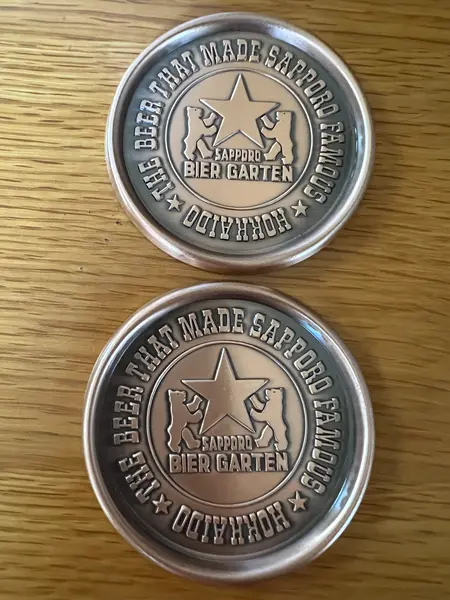 THE BEER THAT MADE SAPPORO FAMOUS
SAPPORO
BIER GARTEN
HOKKAIDO
THE BEER THAT MADE SAPPORO FAMOUS
SAPPORO
BIER GARTEN
HOKKAIDO